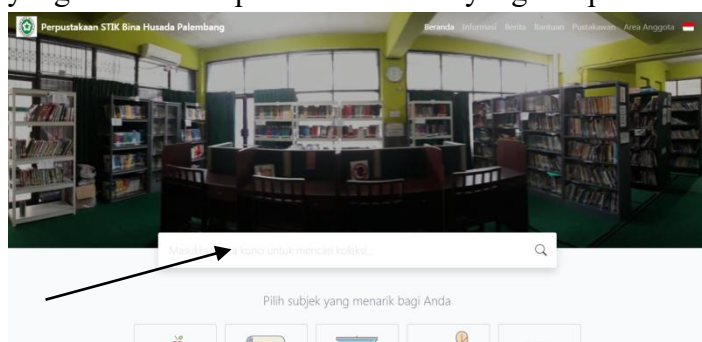 Perpustakaan STIK Bina Husada Palembang
Beranda Informasi Berita Bantuan Pustakawan Area Anggota
Masukkan kunci untuk mencari koleksi...
Pilih subjek yang menarik bagi Anda